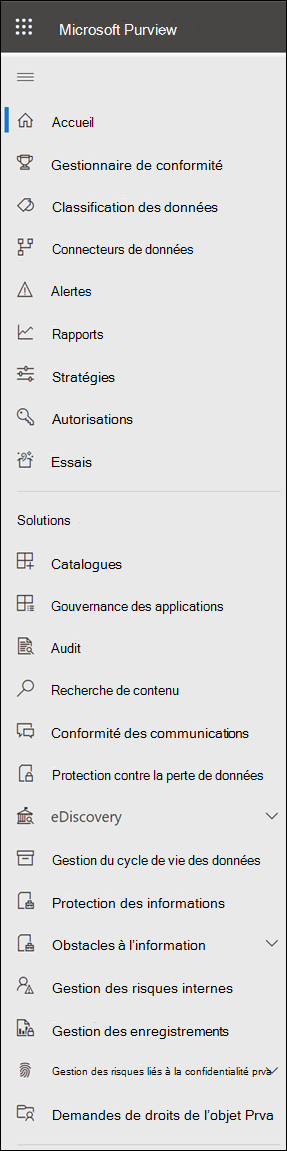 Microsoft Purview
Accueil
Gestionnaire de conformité
Classification des données
Connecteurs de données
Alertes
Rapports
Stratégies
Autorisations
Essais
Solutions
Catalogues
Gouvernance des applications
Audit
Recherche de contenu
Conformité des communications
Protection contre la perte de données
eDiscovery
Gestion du cycle de vie des données
Protection des informations
Obstacles à l’information
Gestion des risques internes
Gestion des enregistrements
Gestion des risques liés à la confidentialité prva
Demandes de droits de l’objet Prva